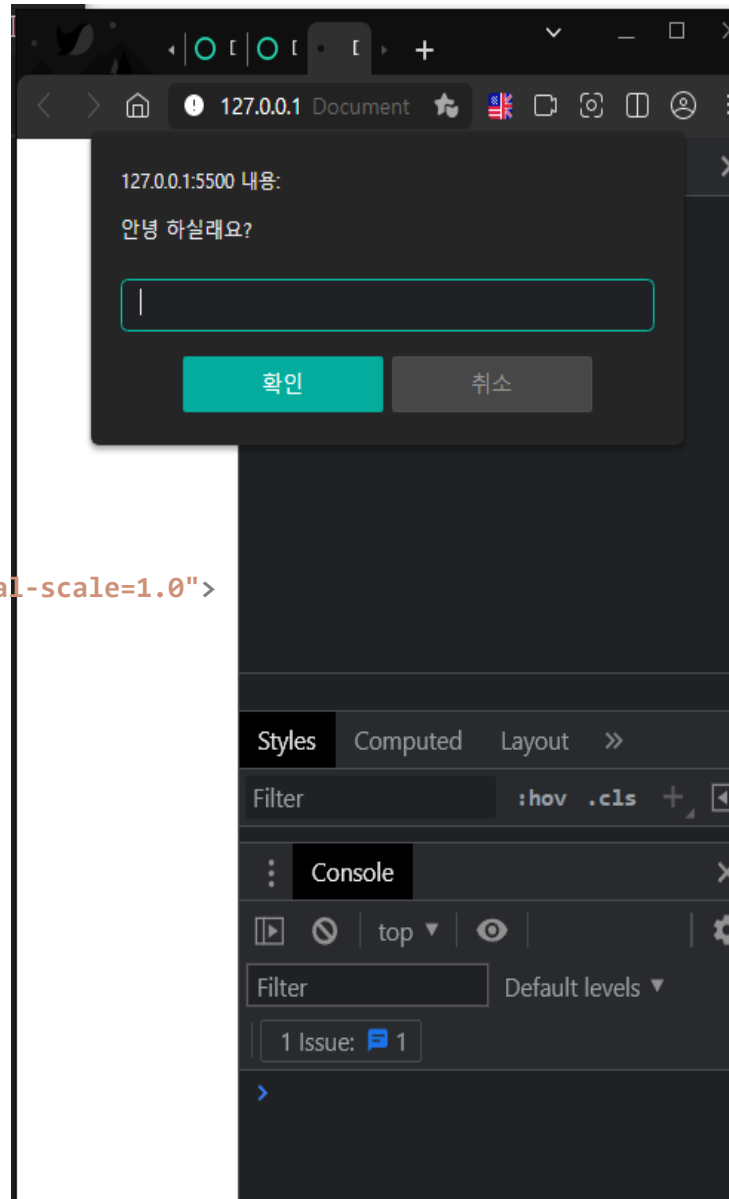 127.0.0.1 Document
127.0.0.1:5500 내용:
안녕 하실래요?
확인 취소
al-scale=1.0">
Styles Computed Layout »
Filter :hov .cls +
Console
top ▼
Filter Default levels ▼
1 Issue: 1
>